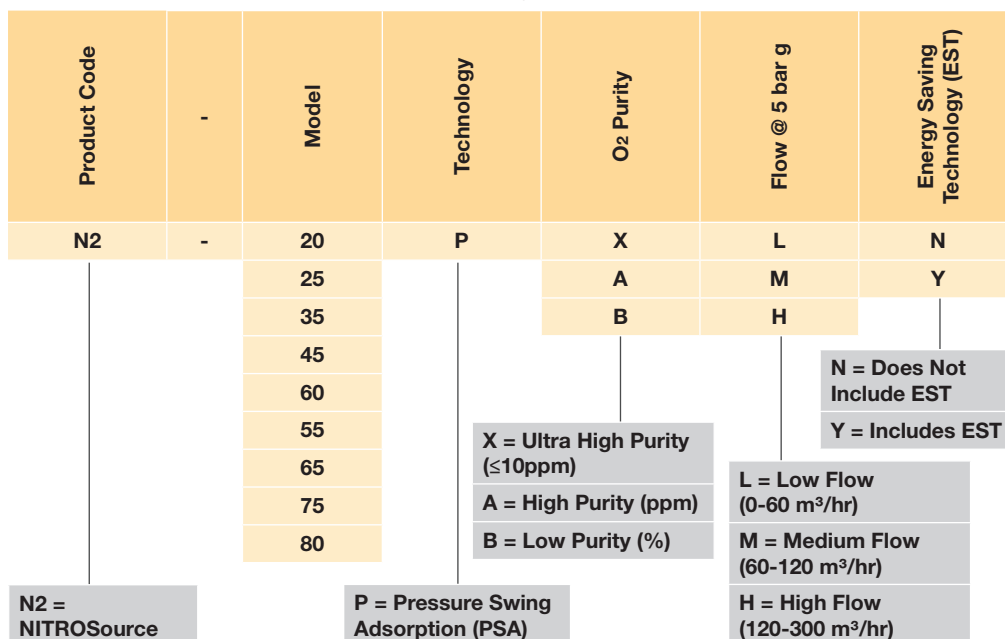 Product Code
-
Model
Technology
O2 Purity
Flow @ 5 bar g
Energy Saving
Technology (EST)
N2 - 20 P X L N
25 A M Y
35 B H
45
60
55
65
75
80
N = Does Not
Include EST
Y = Includes EST
X = Ultra High Purity
(≤10ppm)
A = High Purity (ppm)
B = Low Purity (%)
L = Low Flow
(0-60 m³/hr)
M = Medium Flow
(60-120 m³/hr)
H = High Flow
(120-300 m³/hr)
N2 =
NITROSource
P = Pressure Swing
Adsorption (PSA)